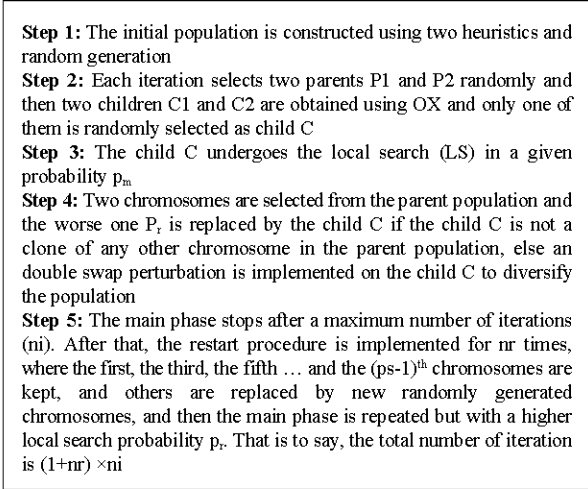 Step 1: The initial population is constructed using two heuristics and
random generation
Step 2: Each iteration selects two parents P1 and P2 randomly and
then two children C1 and C2 are obtained using OX and only one of
them is randomly selected as child C
Step 3: The child C undergoes the local search (LS) in a given
probability pₘ
Step 4: Two chromosomes are selected from the parent population and
the worse one Pᵣ is replaced by the child C if the child C is not a
clone of any other chromosome in the parent population, else an
double swap perturbation is implemented on the child C to diversify
the population
Step 5: The main phase stops after a maximum number of iterations
(ni). After that, the restart procedure is implemented for nr times,
where the first, the third, the fifth … and the (ps-1)ᵗʰ chromosomes are
kept, and others are replaced by new randomly generated
chromosomes, and then the main phase is repeated but with a higher
local search probability pᵣ. That is to say, the total number of iteration
is (1+nr) ×ni